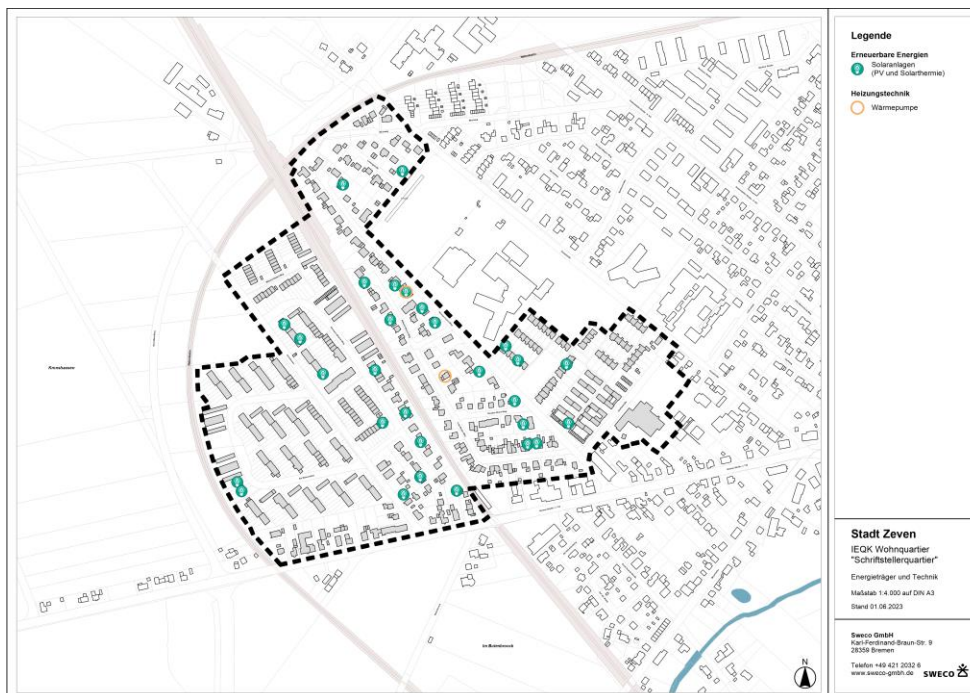 Legende
Erneuerbare Energien
Solaranlagen
(PV und Solarthermie)
Heizungstechnik
Wärmepumpe
Stadt Zeven
IEQK Wohnquartier
"Schriftstellerquartier"
Energieträger und Technik
Maßstab 1:4.000 auf DIN A3
Stand 01.06.2023
Sweco GmbH
Karl-Ferdinand-Braun-Str. 9
28359 Bremen
Telefon +49 421 2032 6
www.sweco-gmbh.de
SWECO
N